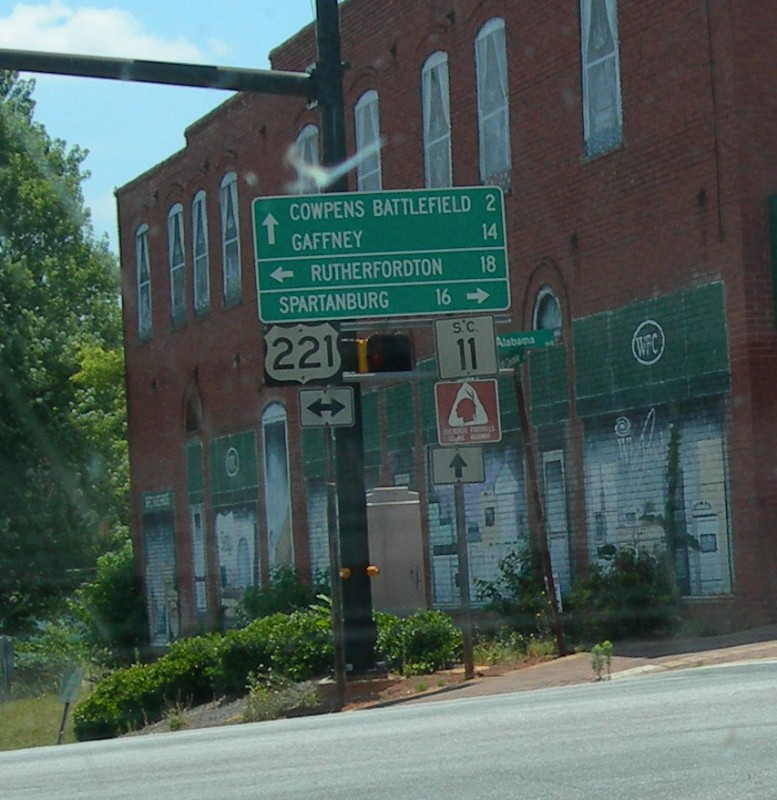 COWPENS BATTLEFIELD 2
GAFFNEY 14
RUTHERFORDTON 18
SPARTANBURG 16
221
S.C.
11
Alabama
WFC